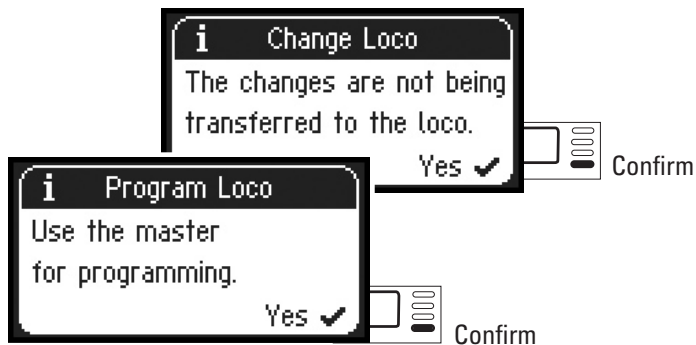 i Change Loco
The changes are not being
transferred to the loco.
Yes ✔
Confirm
i Program Loco
Use the master
for programming.
Yes ✔
Confirm